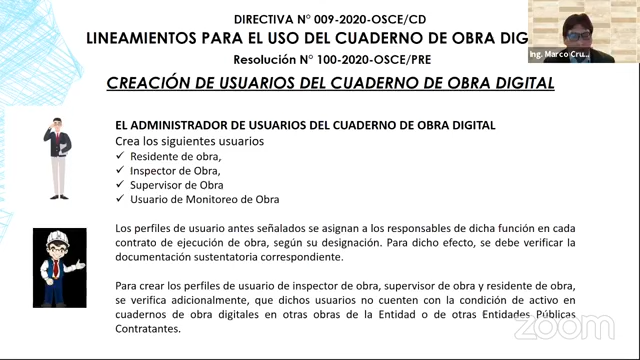 DIRECTIVA N° 009-2020-OSCE/CD
LINEAMIENTOS PARA EL USO DEL CUADERNO DE OBRA DIG
Resolución N° 100-2020-OSCE/PRE
CREACIÓN DE USUARIOS DEL CUADERNO DE OBRA DIGITAL
Ing. Marco Cru...
EL ADMINISTRADOR DE USUARIOS DEL CUADERNO DE OBRA DIGITAL
Crea los siguientes usuarios
✓ Residente de obra,
✓ Inspector de Obra,
✓ Supervisor de Obra
✓ Usuario de Monitoreo de Obra
Los perfiles de usuario antes señalados se asignan a los responsables de dicha función en cada
contrato de ejecución de obra, según su designación. Para dicho efecto, se debe verificar la
documentación sustentatoria correspondiente.
Para crear los perfiles de usuario de inspector de obra, supervisor de obra y residente de obra,
se verifica adicionalmente, que dichos usuarios no cuenten con la condición de activo en
cuadernos de obra digitales en otras obras de la Entidad o de otras Entidades Públicas
Contratantes.
zoom